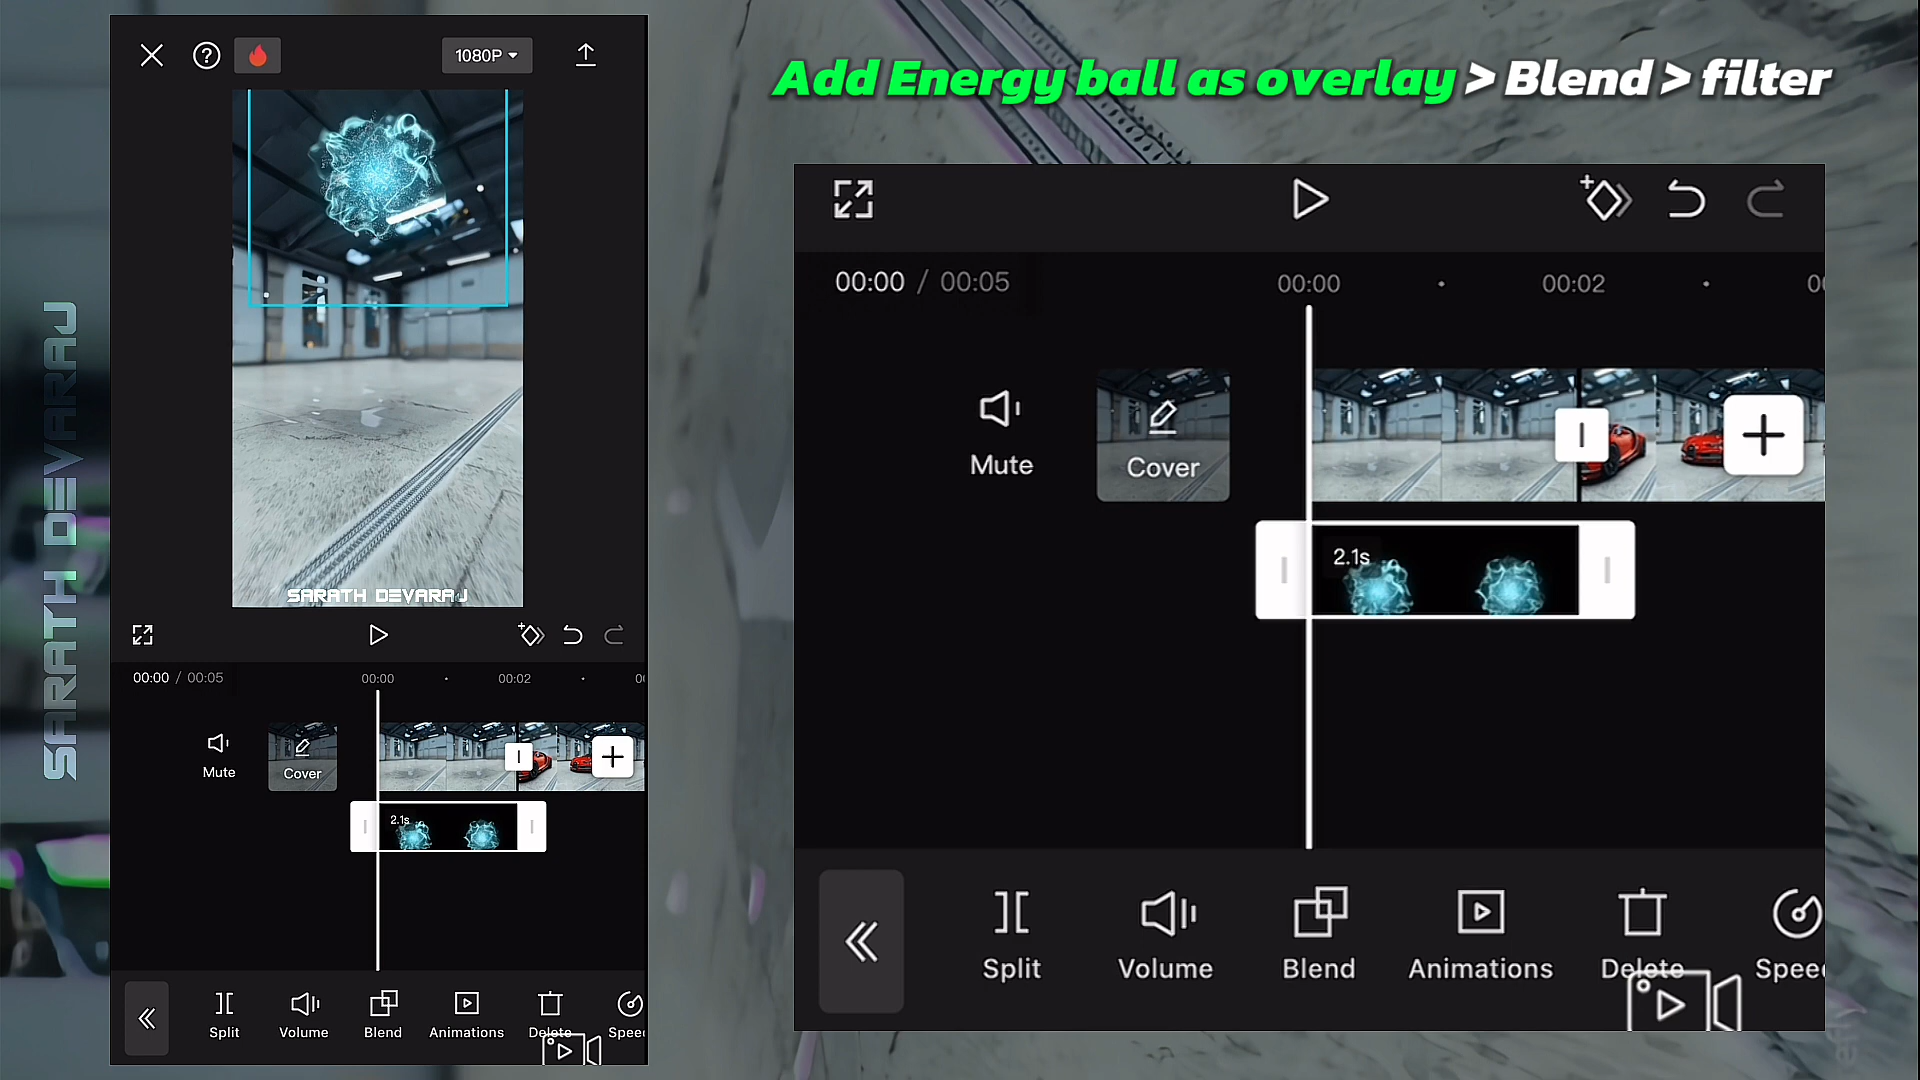 Add Energy ball as overlay > Blend > filter
SARATH DEVARAJ
1080P
SARATH DEVARAJ
00:00 / 00:05
00:00
00:02
Mute
Cover
2.1s
Split
Volume
Blend
Animations
Delete
00:00 / 00:05
00:00
00:02
Mute
Cover
2.1s
Split
Volume
Blend
Animations
Delete